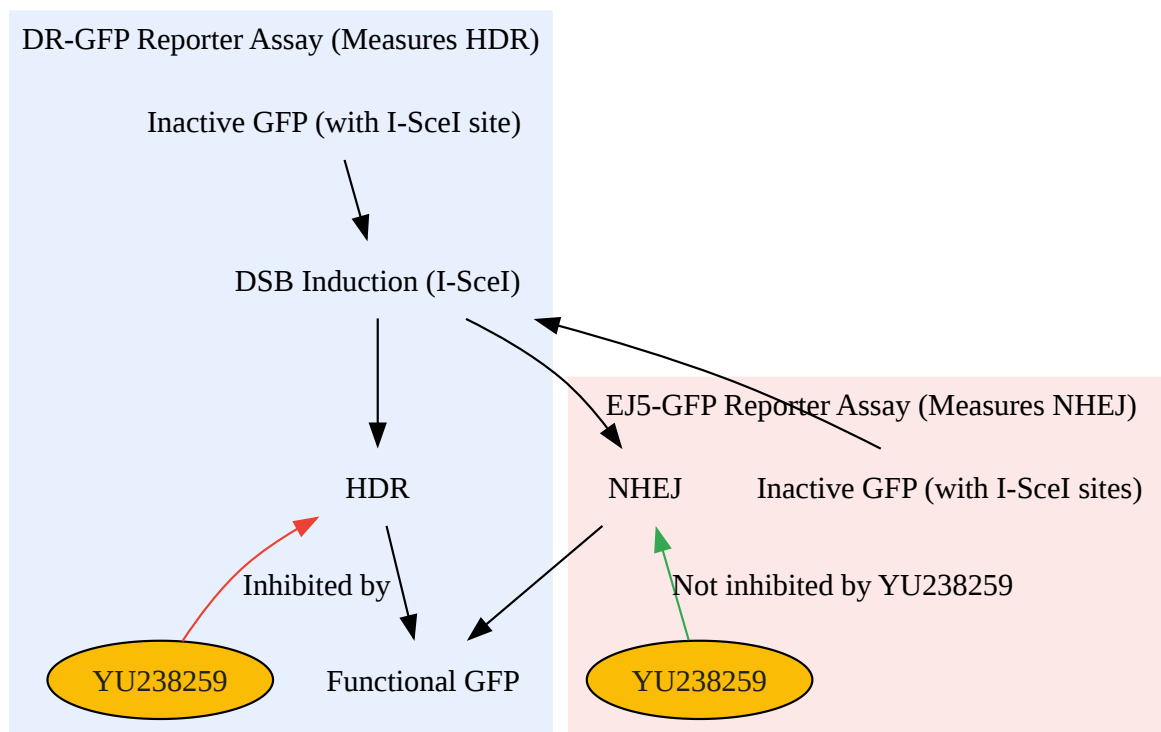 DR-GFP Reporter Assay (Measures HDR)
Inactive GFP (with I-SceI site)
DSB Induction (I-SceI)
EJ5-GFP Reporter Assay (Measures NHEJ)
HDR
NHEJ
Inactive GFP (with I-SceI sites)
Inhibited by
Not inhibited by YU238259
YU238259
Functional GFP
YU238259